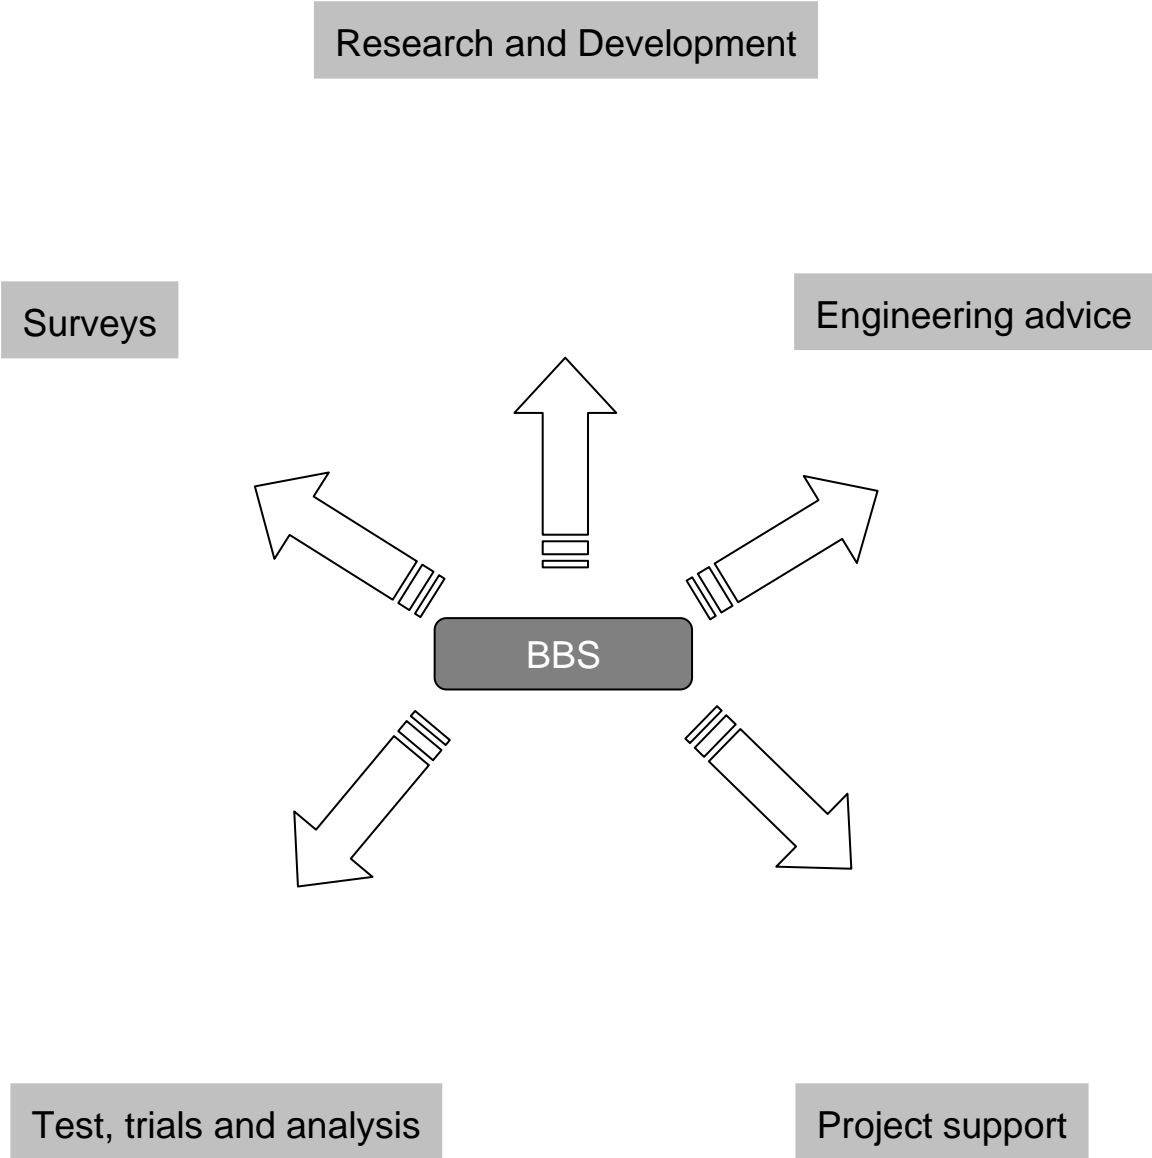 Research and Development
Surveys
Engineering advice
BBS
Test, trials and analysis
Project support